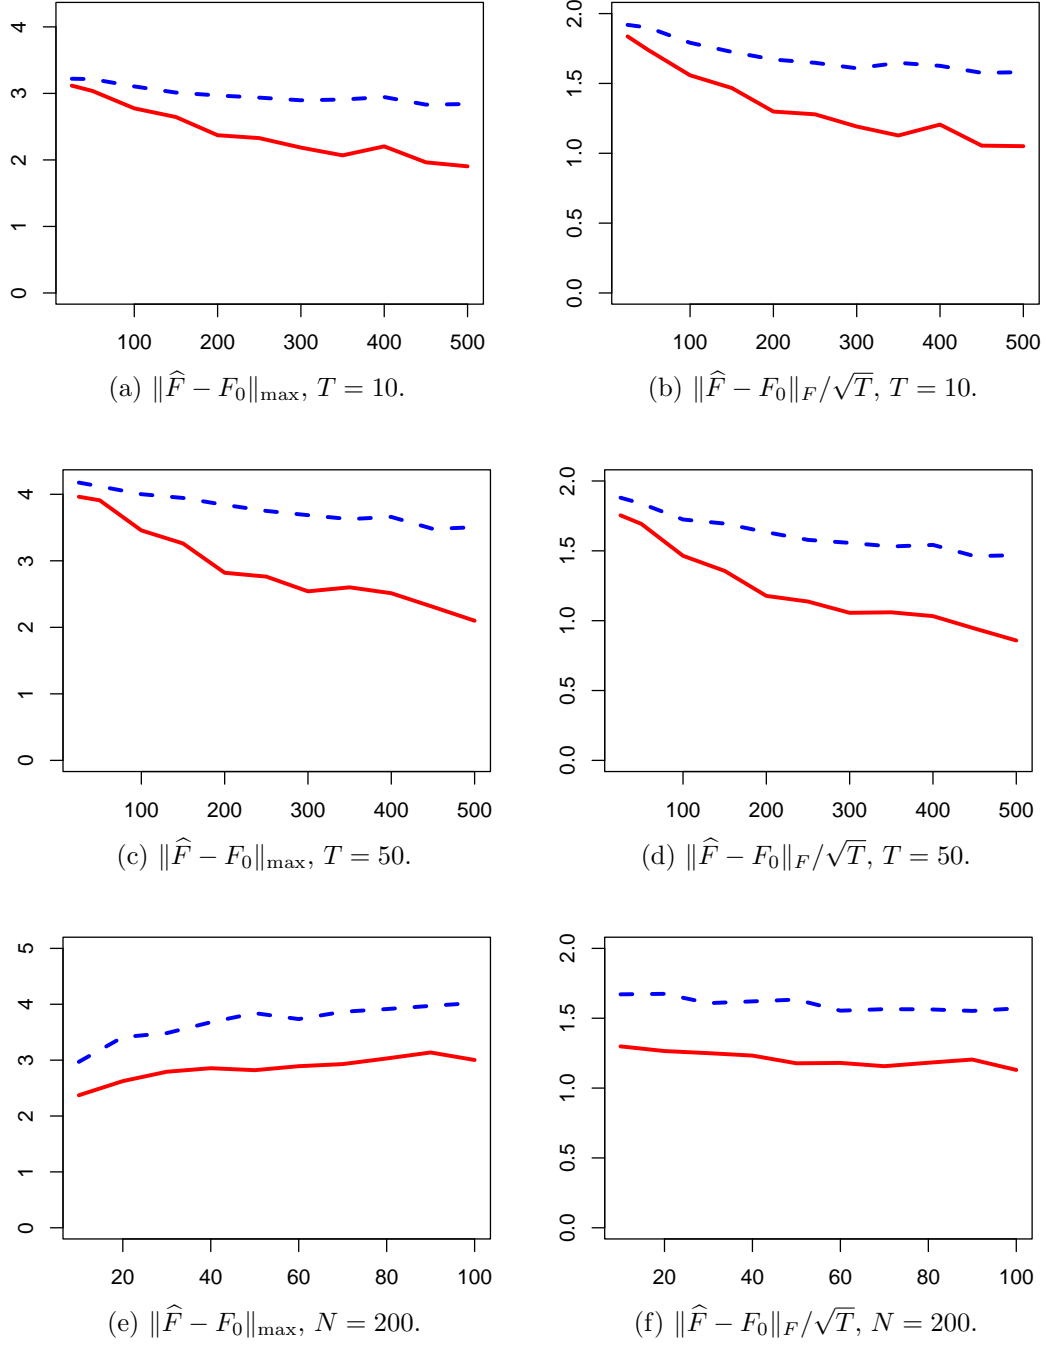 0 1 2 3 4
100 200 300 400 500
(a) ‖F̂ − F₀‖max, T = 10.
0.0 0.5 1.0 1.5 2.0
100 200 300 400 500
(b) ‖F̂ − F₀‖F/√T, T = 10.
0 1 2 3 4
100 200 300 400 500
(c) ‖F̂ − F₀‖max, T = 50.
0.0 0.5 1.0 1.5 2.0
100 200 300 400 500
(d) ‖F̂ − F₀‖F/√T, T = 50.
0 1 2 3 4 5
20 40 60 80 100
(e) ‖F̂ − F₀‖max, N = 200.
0.0 0.5 1.0 1.5 2.0
20 40 60 80 100
(f) ‖F̂ − F₀‖F/√T, N = 200.